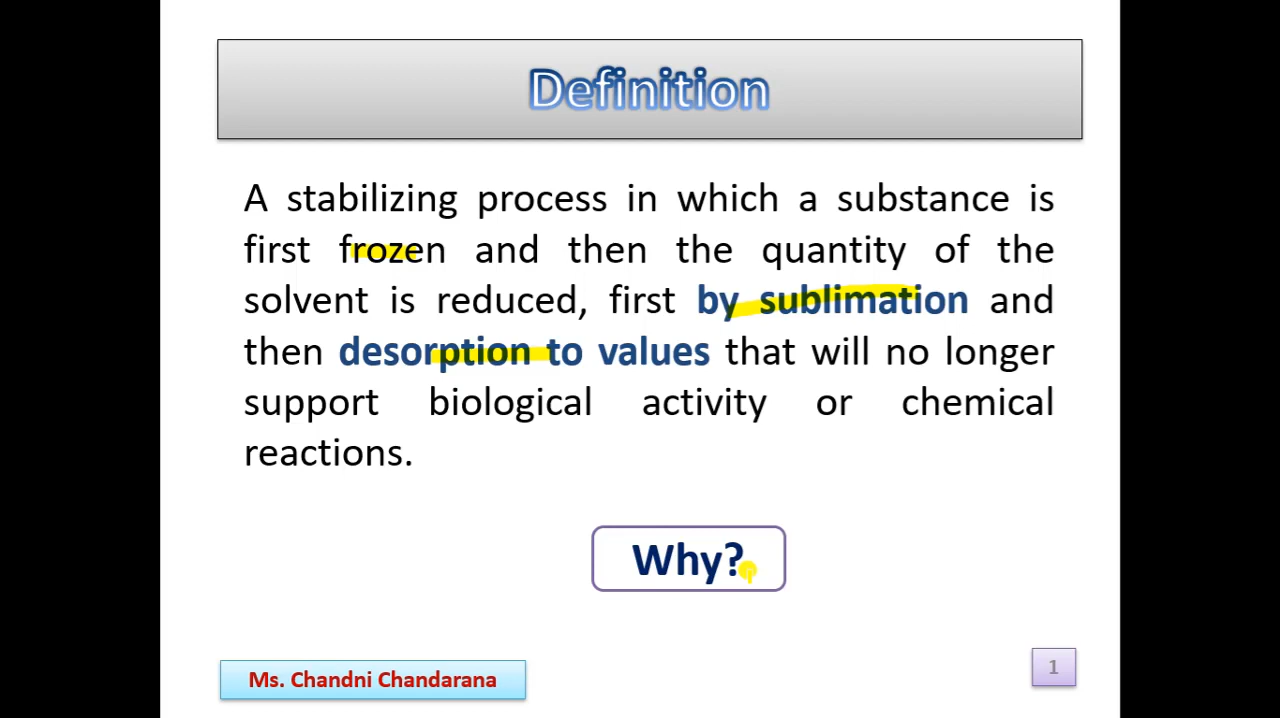 Definition
A stabilizing process in which a substance is
first frozen and then the quantity of the
solvent is reduced, first by sublimation and
then desorption to values that will no longer
support biological activity or chemical
reactions.
Why?
Ms. Chandni Chandarana
1